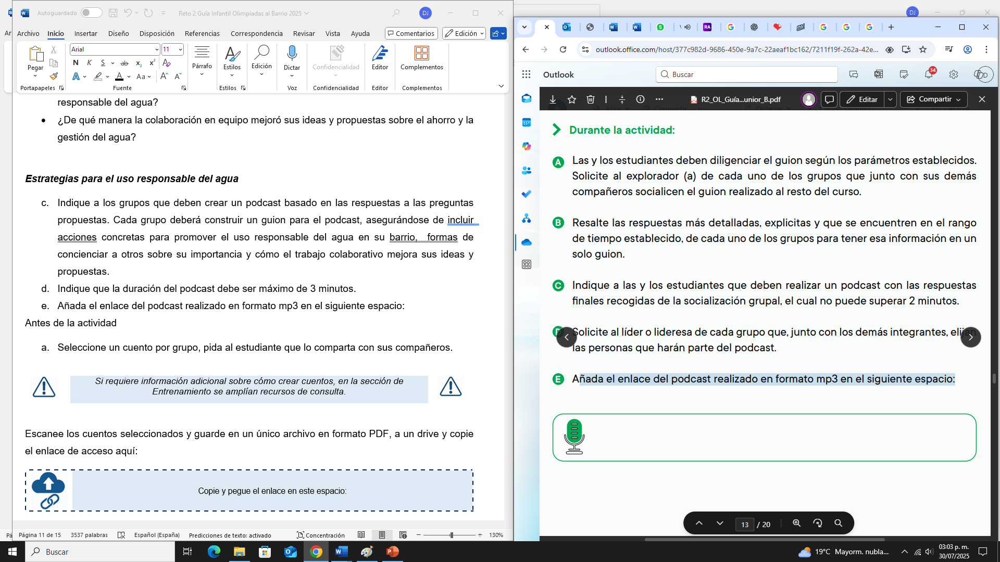 Autoguardado
Reto 2 Guía Infantil Olimpiadas al Barrio 2025
DJ
Archivo Inicio Insertar Diseño Disposición Referencias Correspondencia Revisar Vista Ayuda Comentarios Edición
Arial 11
Pegar
N K S ab x₂ x²
A A Aa A A
Párrafo
Estilos
Edición
Dictar
Confidencialidad
Editor
Complementos
Portapapeles Fuente Estilos Voz Confidencialidad Editor Complementos
responsable del agua?
• ¿De qué manera la colaboración en equipo mejoró sus ideas y propuestas sobre el ahorro y la
gestión del agua?
Estrategias para el uso responsable del agua
c. Indique a los grupos que deben crear un podcast basado en las respuestas a las preguntas
propuestas. Cada grupo deberá construir un guion para el podcast, asegurándose de incluir
acciones concretas para promover el uso responsable del agua en su barrio, formas de
concienciar a otros sobre su importancia y cómo el trabajo colaborativo mejora sus ideas y
propuestas.
d. Indique que la duración del podcast debe ser máximo de 3 minutos.
e. Añada el enlace del podcast realizado en formato mp3 en el siguiente espacio:
Antes de la actividad
a. Seleccione un cuento por grupo, pida al estudiante que lo comparta con sus compañeros.
Si requiere información adicional sobre cómo crear cuentos, en la sección de
Entrenamiento se amplían recursos de consulta.
Escanee los cuentos seleccionados y guarde en un único archivo en formato PDF, a un drive y copie
el enlace de acceso aquí:
Copie y pegue el enlace en este espacio:
Pá
Página 11 de 15 3537 palabras Español (España) Predicciones de texto: activado Concentración 130%
DJ
outlook.office.com/host/377c982d-9686-450e-9a7c-22aeaf1bc162/7211f19f-262a-42e...
Outlook
Buscar
34
R2_OL_Guía...unior_B.pdf
Editar
Compartir
Durante la actividad:
A Las y los estudiantes deben diligenciar el guion según los parámetros establecidos.
Solicite al explorador (a) de cada uno de los grupos que junto con sus demás
compañeros socialicen el guion realizado al resto del curso.
B Resalte las respuestas más detalladas, explicitas y que se encuentren en el rango
de tiempo establecido, de cada uno de los grupos para tener esa información en un
solo guion.
C Indique a las y los estudiantes que deben realizar un podcast con las respuestas
finales recogidas de la socialización grupal, el cual no puede superar 2 minutos.
D Solicite al líder o lideresa de cada grupo que, junto con los demás integrantes, elijan
las personas que harán parte del podcast.
E Añada el enlace del podcast realizado en formato mp3 en el siguiente espacio:
13 / 20
Buscar
19°C Mayorm. nubla...
03:03 p. m.
30/07/2025